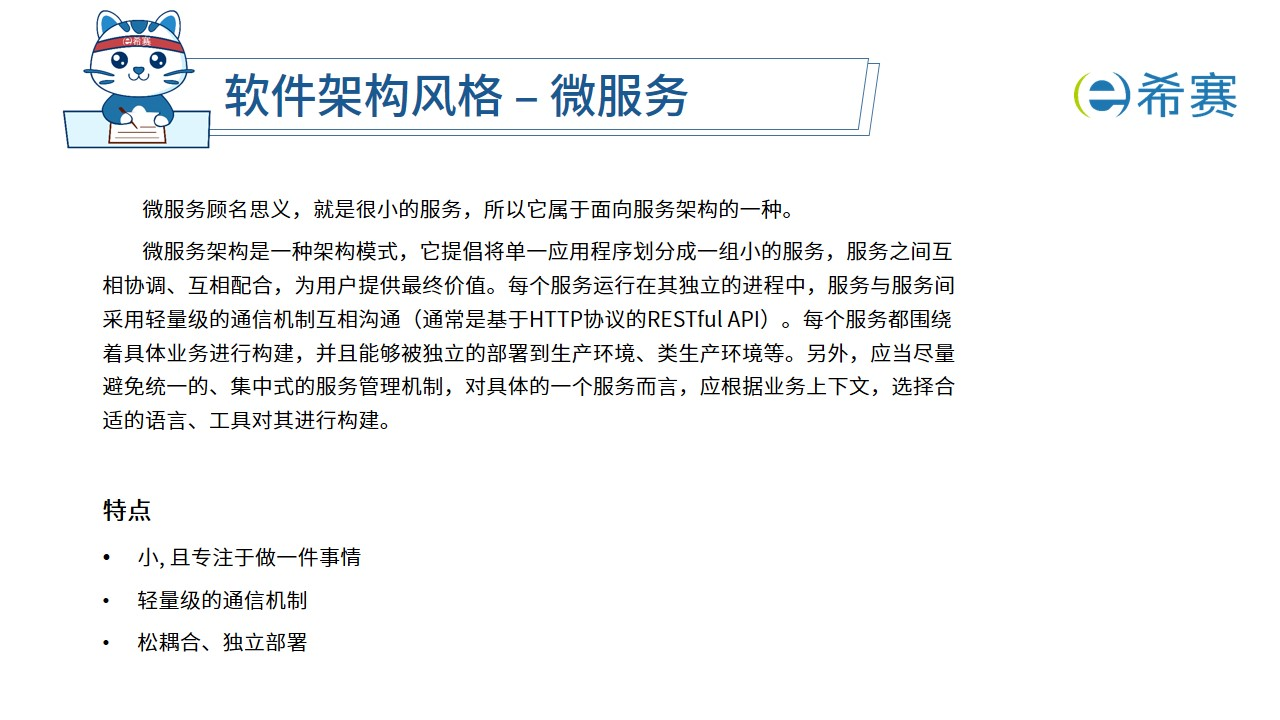 希赛
软件架构风格 – 微服务
希赛
微服务顾名思义，就是很小的服务，所以它属于面向服务架构的一种。
微服务架构是一种架构模式，它提倡将单一应用程序划分成一组小的服务，服务之间互
相协调、互相配合，为用户提供最终价值。每个服务运行在其独立的进程中，服务与服务间
采用轻量级的通信机制互相沟通（通常是基于HTTP协议的RESTful API）。每个服务都围绕
着具体业务进行构建，并且能够被独立的部署到生产环境、类生产环境等。另外，应当尽量
避免统一的、集中式的服务管理机制，对具体的一个服务而言，应根据业务上下文，选择合
适的语言、工具对其进行构建。
特点
• 小, 且专注于做一件事情
• 轻量级的通信机制
• 松耦合、独立部署